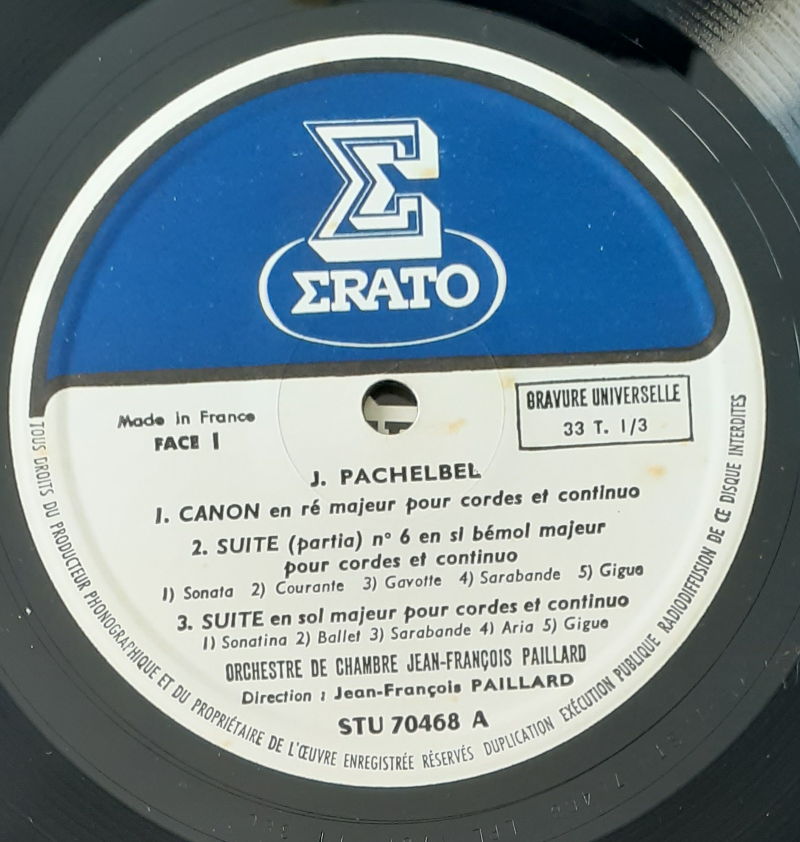 ΣRATO
Made in France
FACE 1
GRAVURE UNIVERSELLE
33 T. 1/3
J. PACHELBEL
1. CANON en ré majeur pour cordes et continuo
2. SUITE (partia) n° 6 en si bémol majeur
pour cordes et continuo
1) Sonata 2) Courante 3) Gavotte 4) Sarabande 5) Gigue
3. SUITE en sol majeur pour cordes et continuo
1) Sonatina 2) Ballet 3) Sarabande 4) Aria 5) Gigue
ORCHESTRE DE CHAMBRE JEAN-FRANÇOIS PAILLARD
Direction : Jean-François PAILLARD
STU 70468 A
TOUS DROITS DU PRODUCTEUR PHONOGRAPHIQUE ET DU PROPRIÉTAIRE DE L'ŒUVRE ENREGISTRÉE RÉSERVÉS DUPLICATION EXÉCUTION PUBLIQUE RADIODIFFUSION DE CE DISQUE INTERDITES